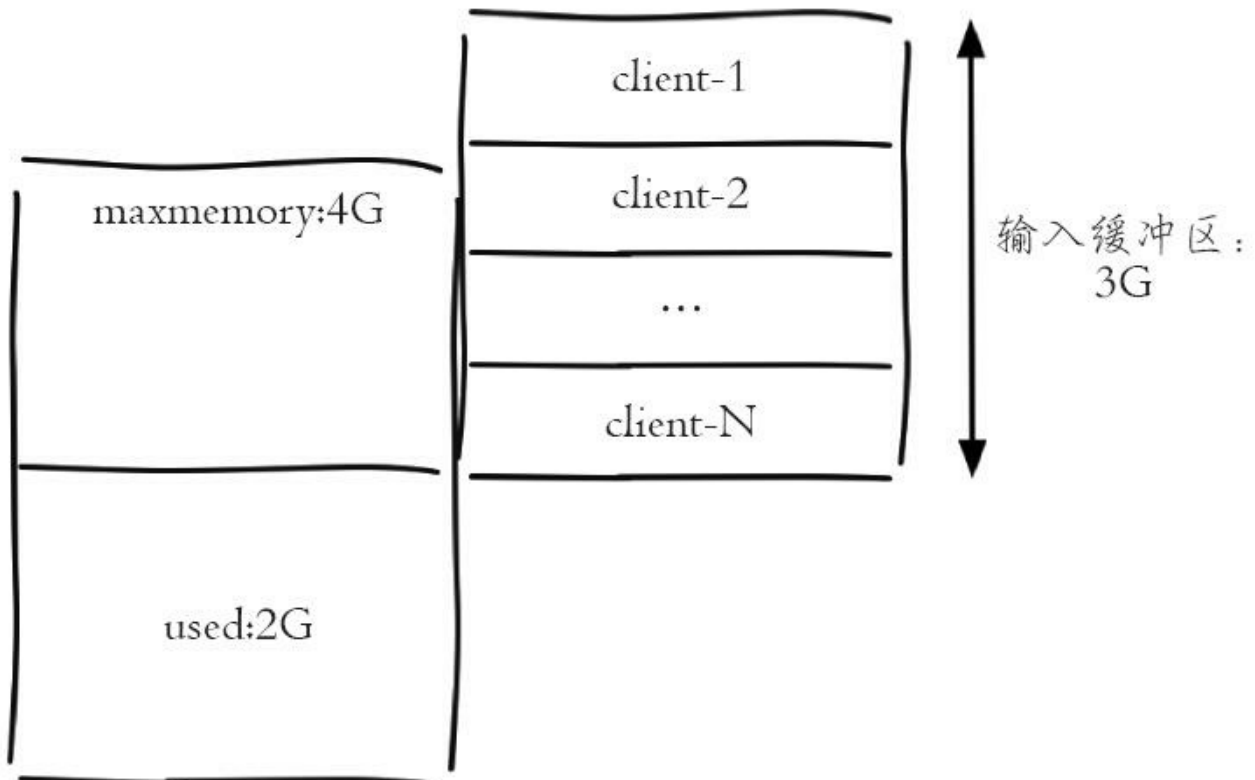 client-1
maxmemory:4G
client-2
输入缓冲区：
3G
...
client-N
used:2G